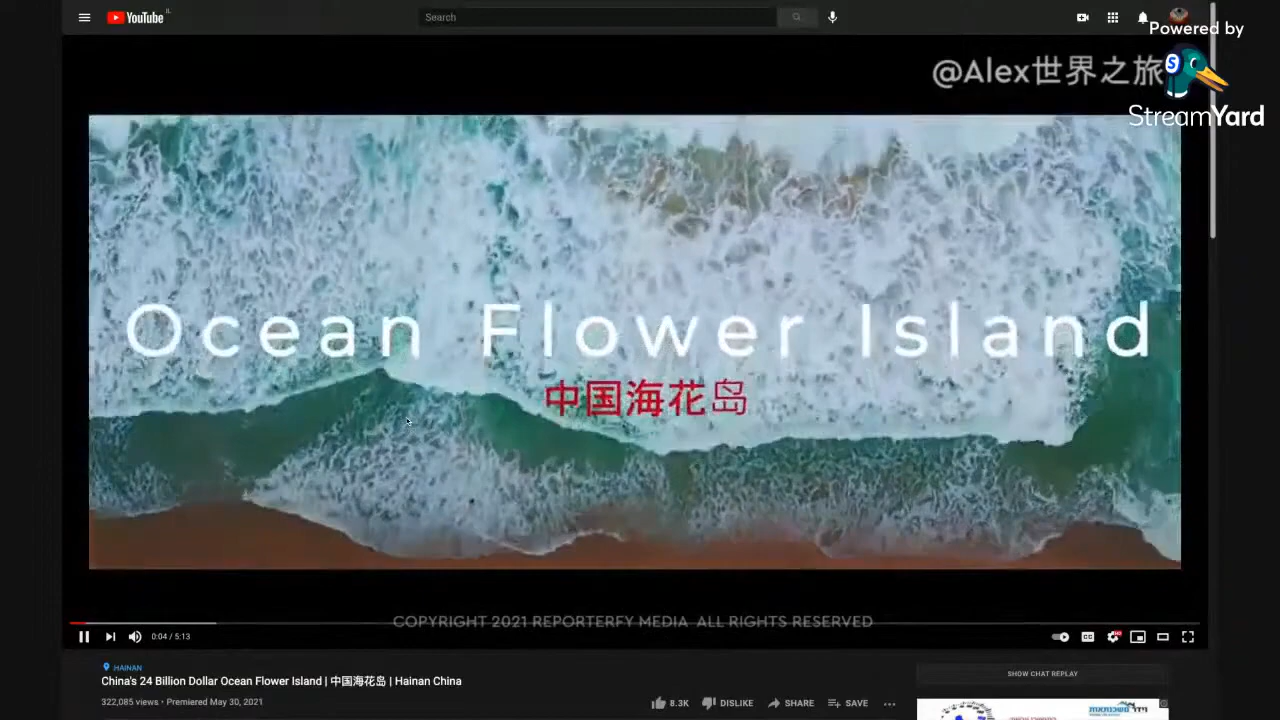 YouTube IL
Search
Powered by
StreamYard
@Alex世界之旅
Ocean Flower Island
中国海花岛
COPYRIGHT 2021 REPORTERFY MEDIA ALL RIGHTS RESERVED
0:04 / 5:13
HAINAN
China's 24 Billion Dollar Ocean Flower Island | 中国海花岛 | Hainan China
322,085 views • Premiered May 30, 2021
8.3K DISLIKE SHARE SAVE
SHOW CHAT REPLAY